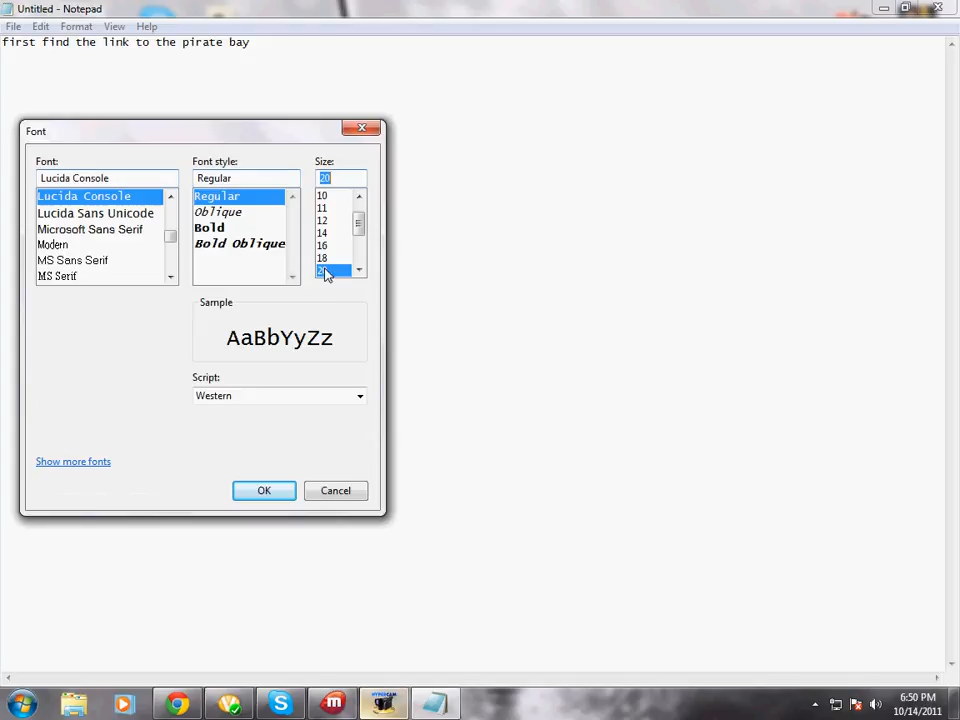 Untitled - Notepad
File Edit Format View Help
first find the link to the pirate bay
Font
Font: Font style: Size:
Lucida Console Regular 20
Lucida Console Regular 10
Lucida Sans Unicode Oblique 11
Microsoft Sans Serif Bold 12
Modern Bold Oblique 14
MS Sans Serif 16
MS Serif 18
Sample
AaBbYyZz
Script:
Western
Show more fonts
OK Cancel
HYPERCAM
6:50 PM
10/14/2011